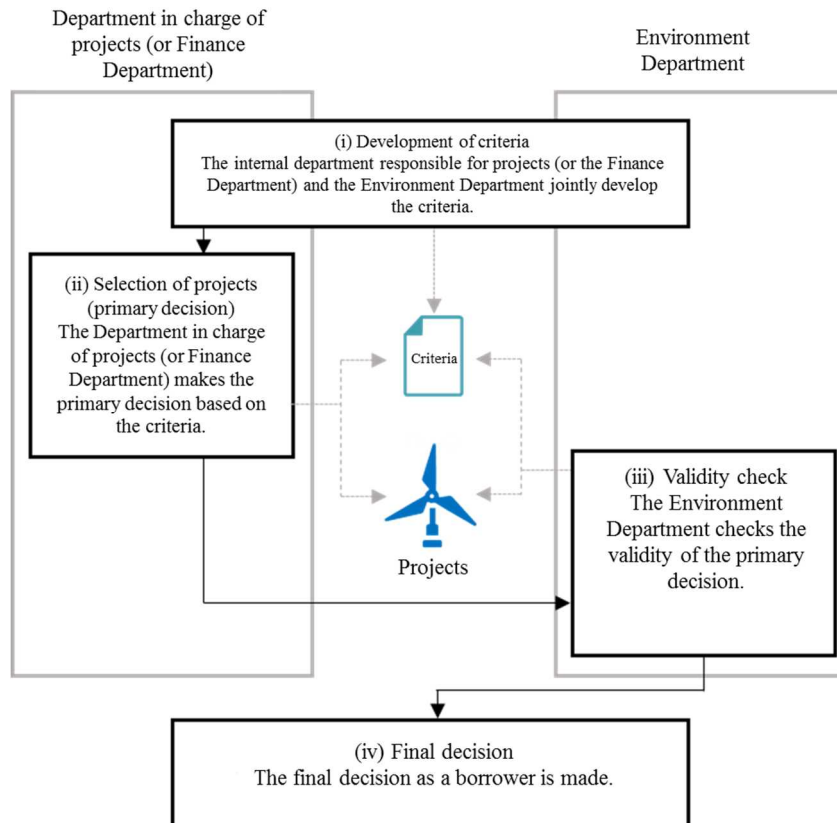 Department in charge of
projects (or Finance
Department)
Environment
Department
(i) Development of criteria
The internal department responsible for projects (or the Finance
Department) and the Environment Department jointly develop
the criteria.
(ii) Selection of projects
(primary decision)
The Department in charge
of projects (or Finance
Department) makes the
primary decision based on
the criteria.
Criteria
Projects
(iii) Validity check
The Environment
Department checks the
validity of the primary
decision.
(iv) Final decision
The final decision as a borrower is made.